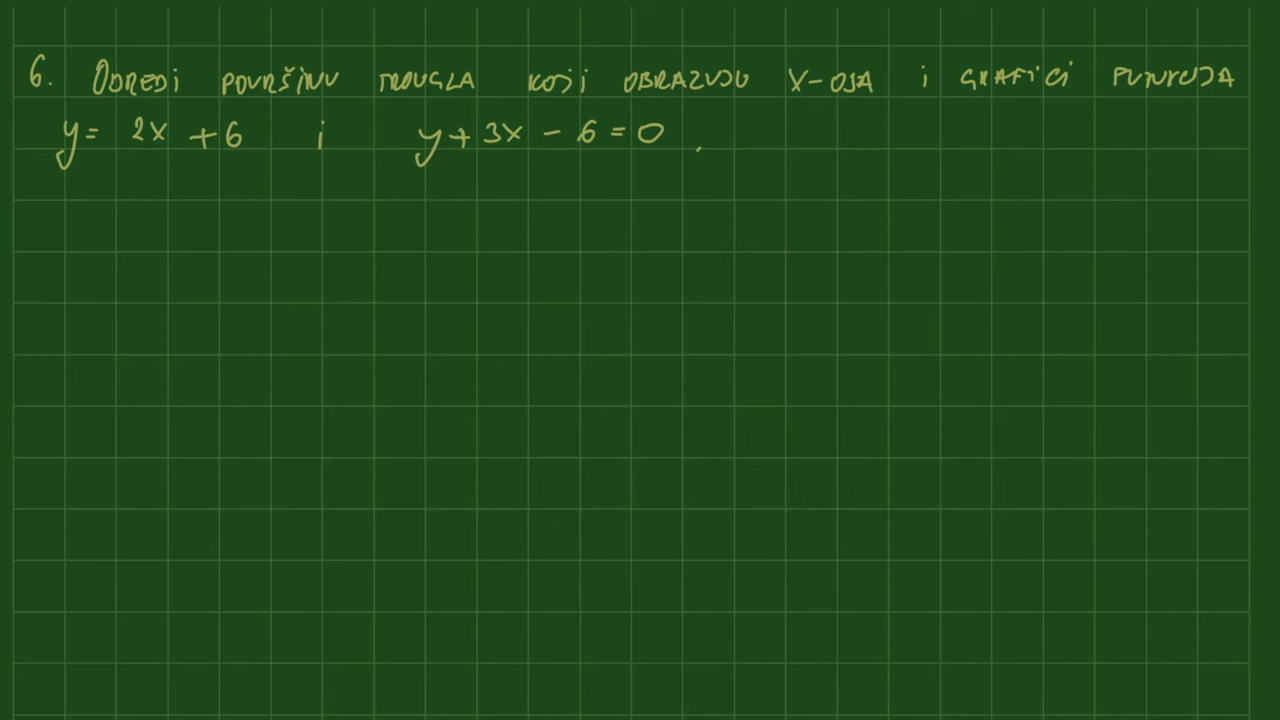 6. ODREDi POVRŠiNU TROUGLA KOJi OBRAZUJU X-OSA i GRAFiCi FUNKCiJA
y = 2x + 6 i y + 3x - 6 = 0 .